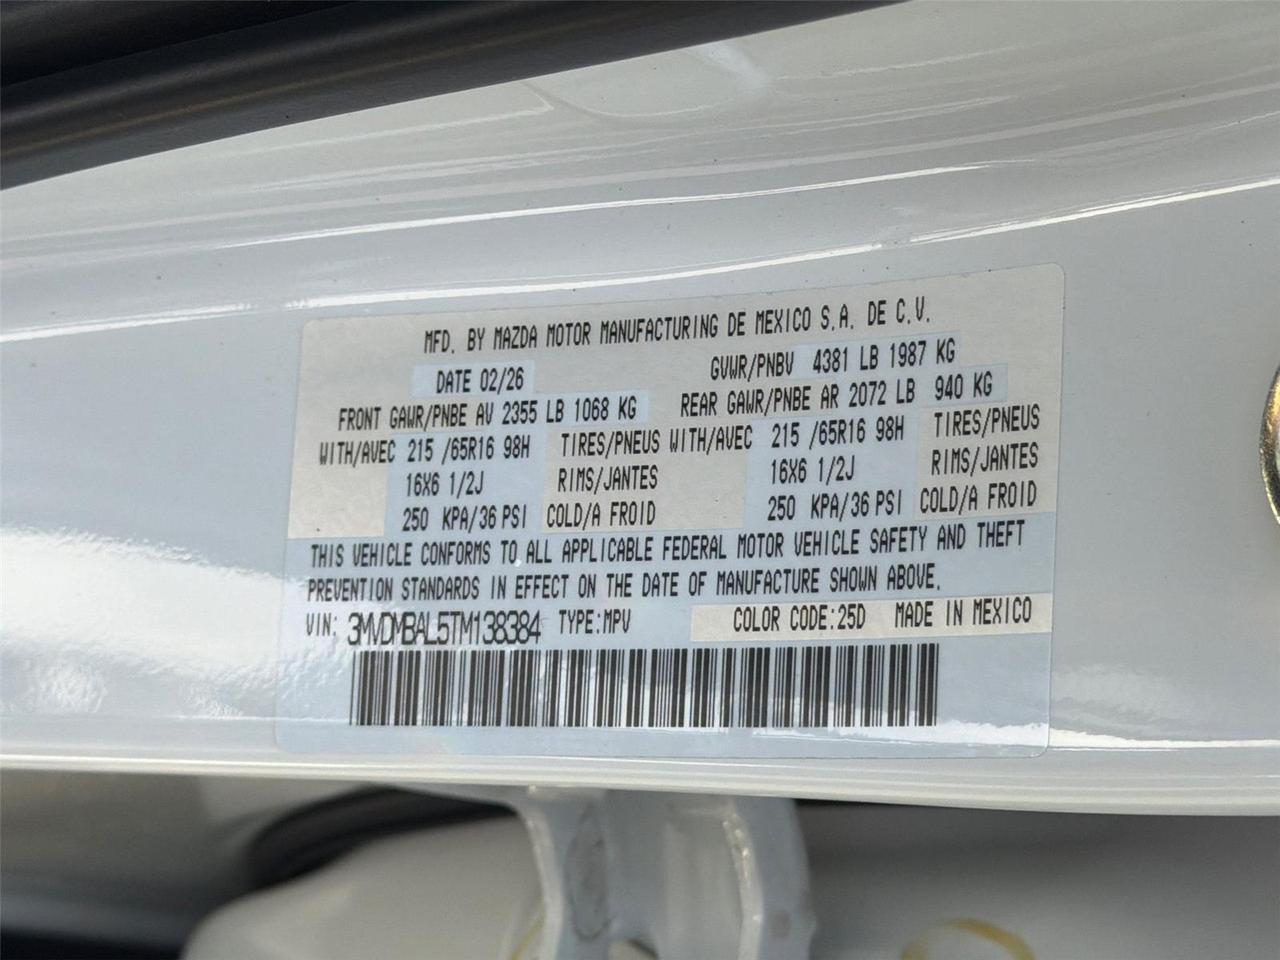 MFD. BY MAZDA MOTOR MANUFACTURING DE MEXICO S.A. DE C.V.
DATE 02/26 GVWR/PNBV 4381 LB 1987 KG
FRONT GAWR/PNBE AV 2355 LB 1068 KG REAR GAWR/PNBE AR 2072 LB 940 KG
WITH/AVEC 215 /65R16 98H TIRES/PNEUS WITH/AVEC 215 /65R16 98H TIRES/PNEUS
16X6 1/2J RIMS/JANTES 16X6 1/2J RIMS/JANTES
250 KPA/36 PSI COLD/A FROID 250 KPA/36 PSI COLD/A FROID
THIS VEHICLE CONFORMS TO ALL APPLICABLE FEDERAL MOTOR VEHICLE SAFETY AND THEFT
PREVENTION STANDARDS IN EFFECT ON THE DATE OF MANUFACTURE SHOWN ABOVE.
VIN: 3MVDMBAL5TM138384 TYPE:MPV COLOR CODE:25D MADE IN MEXICO